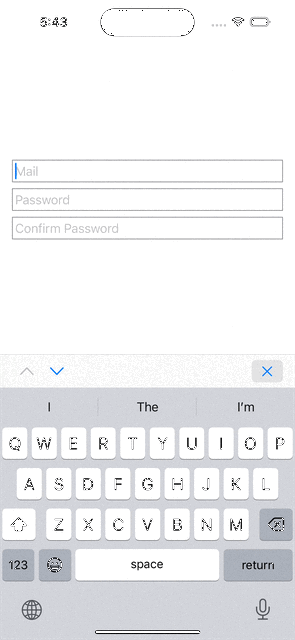 5:43
Mail
Password
Confirm Password
I The I'm
Q W E R T Y U I O P
A S D F G H J K L
Z X C V B N M
123 space return